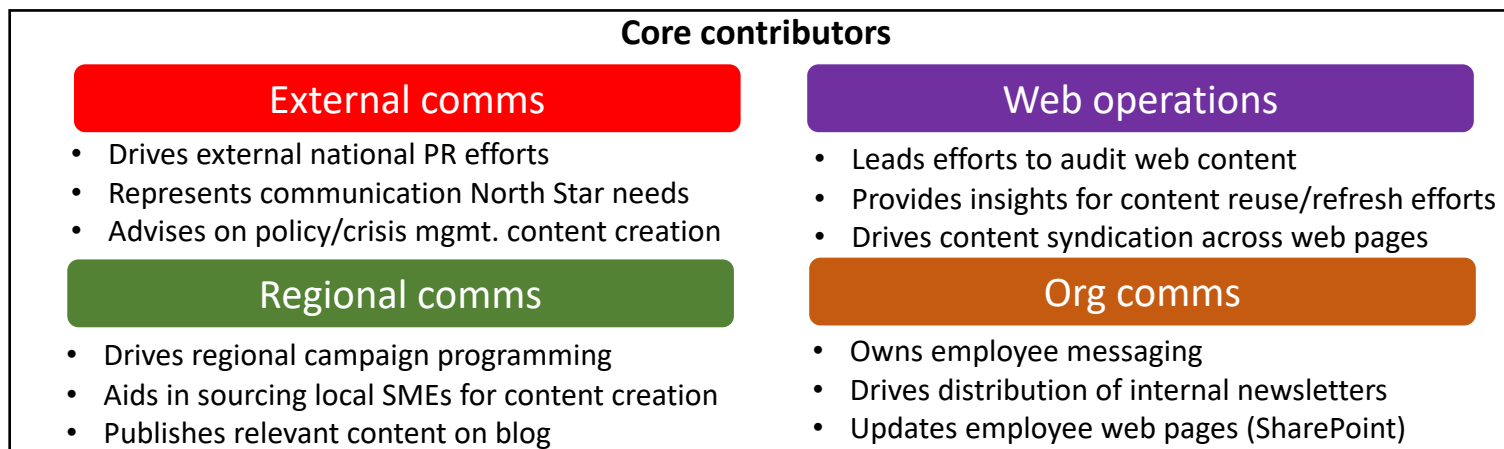 Core contributors
External comms
• Drives external national PR efforts
• Represents communication North Star needs
• Advises on policy/crisis mgmt. content creation
Web operations
• Leads efforts to audit web content
• Provides insights for content reuse/refresh efforts
• Drives content syndication across web pages
Regional comms
• Drives regional campaign programming
• Aids in sourcing local SMEs for content creation
• Publishes relevant content on blog
Org comms
• Owns employee messaging
• Drives distribution of internal newsletters
• Updates employee web pages (SharePoint)